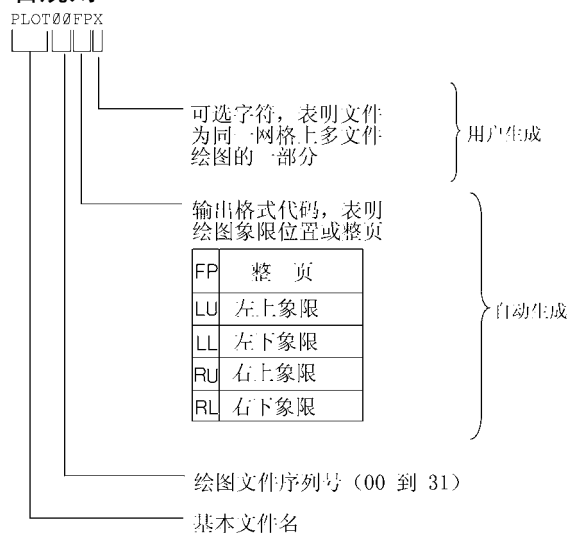 PLOT00FPX
可选字符，表明文件
为同一网格上多文件
绘图的一部分
用户生成
输出格式代码，表明
绘图象限位置或整页
FP 整 页
LU 左上象限
LL 左下象限
RU 右上象限
RL 右下象限
自动生成
绘图文件序列号（00 到 31）
基本文件名